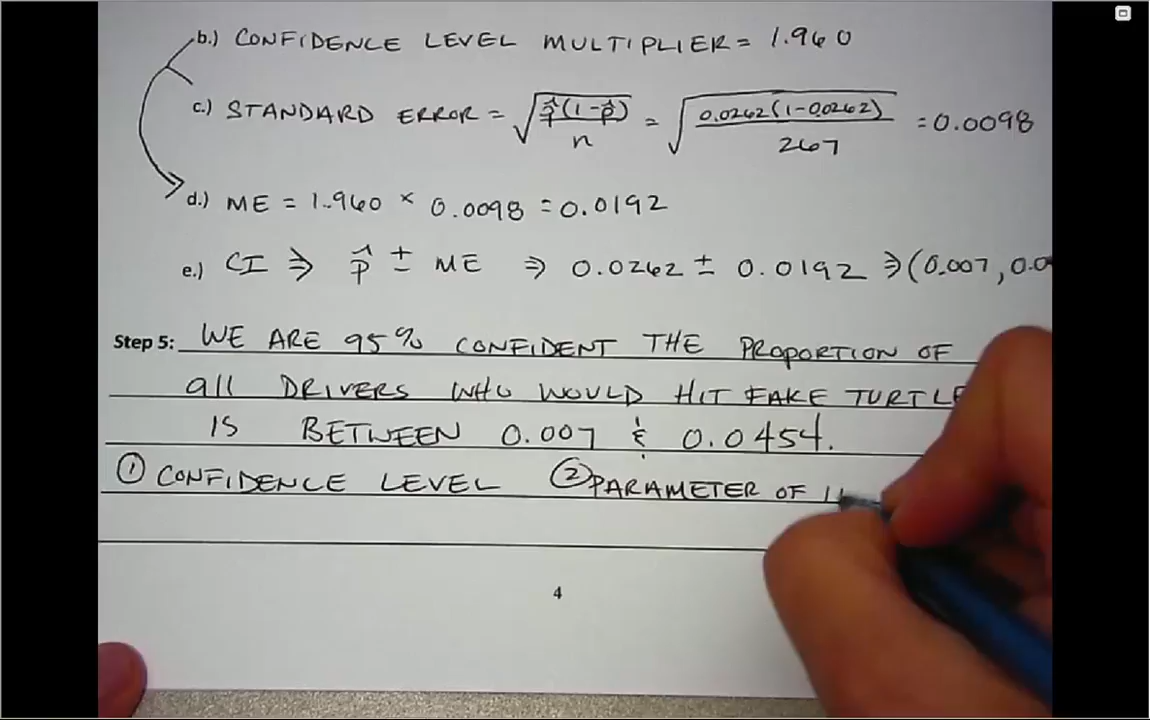 b.) CONFIDENCE LEVEL MULTIPLIER = 1.960
c.) STANDARD ERROR = √(p̂(1-p̂)/n) = √(0.0262(1-0.0262)/267) = 0.0098
d.) ME = 1.960 × 0.0098 = 0.0192
e.) CI ⇒ p̂ ± ME ⇒ 0.0262 ± 0.0192 ⇒ (0.007, 0.0
Step 5: WE ARE 95% CONFIDENT THE PROPORTION OF
all DRIVERS WHO WOULD HIT FAKE TURTLE
IS BETWEEN 0.007 & 0.0454.
① CONFIDENCE LEVEL ② PARAMETER OF
4